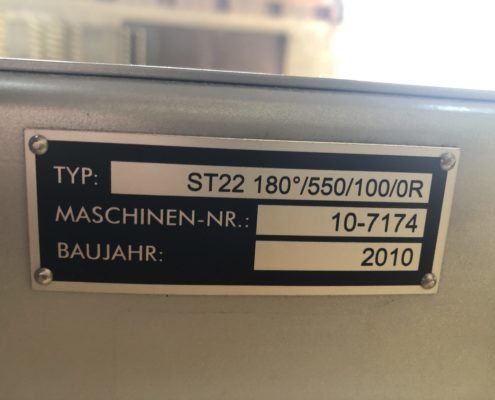 TYP: ST22 180°/550/100/0R
MASCHINEN-NR.: 10-7174
BAUJAHR: 2010